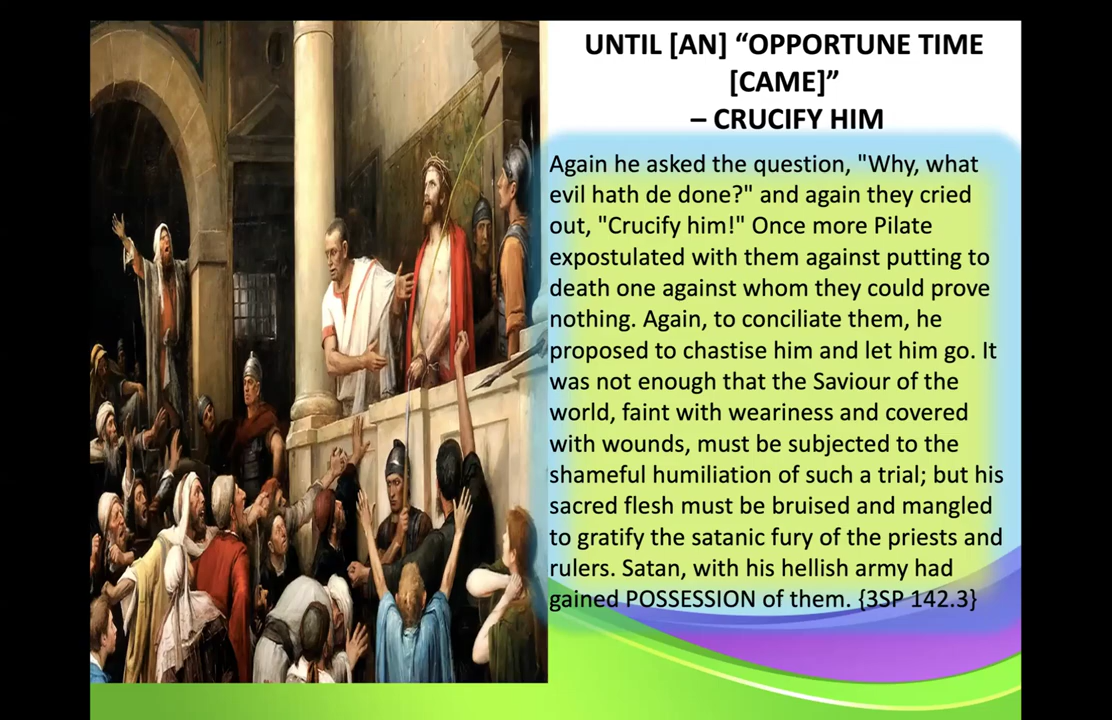 UNTIL [AN] “OPPORTUNE TIME
[CAME]”
– CRUCIFY HIM
Again he asked the question, "Why, what
evil hath de done?" and again they cried
out, "Crucify him!" Once more Pilate
expostulated with them against putting to
death one against whom they could prove
nothing. Again, to conciliate them, he
proposed to chastise him and let him go. It
was not enough that the Saviour of the
world, faint with weariness and covered
with wounds, must be subjected to the
shameful humiliation of such a trial; but his
sacred flesh must be bruised and mangled
to gratify the satanic fury of the priests and
rulers. Satan, with his hellish army had
gained POSSESSION of them. {3SP 142.3}